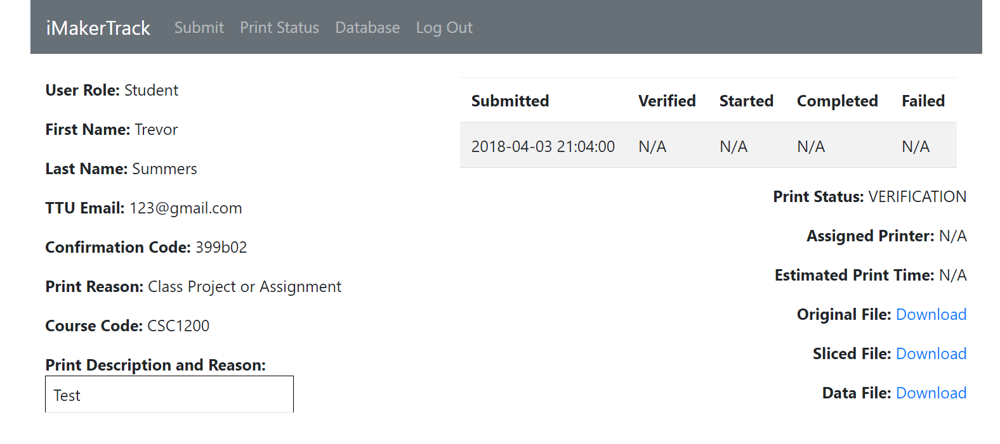 iMakerTrack Submit Print Status Database Log Out
User Role: Student
First Name: Trevor
Last Name: Summers
TTU Email: 123@gmail.com
Confirmation Code: 399b02
Print Reason: Class Project or Assignment
Course Code: CSC1200
Print Description and Reason:
Test
Submitted Verified Started Completed Failed
2018-04-03 21:04:00 N/A N/A N/A N/A
Print Status: VERIFICATION
Assigned Printer: N/A
Estimated Print Time: N/A
Original File: Download
Sliced File: Download
Data File: Download